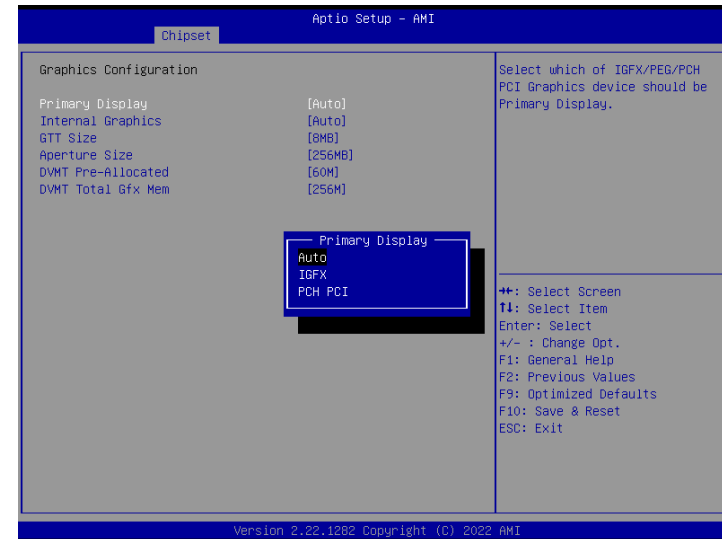 Aptio Setup - AMI
Chipset
Graphics Configuration
Primary Display [Auto]
Internal Graphics [Auto]
GTT Size [8MB]
Aperture Size [256MB]
DVMT Pre-Allocated [60M]
DVMT Total Gfx Mem [256M]
Primary Display
Auto
IGFX
PCH PCI
Select which of IGFX/PEG/PCH
PCI Graphics device should be
Primary Display.
→←: Select Screen
↑↓: Select Item
Enter: Select
+/- : Change Opt.
F1: General Help
F2: Previous Values
F9: Optimized Defaults
F10: Save & Reset
ESC: Exit
Version 2.22.1282 Copyright (C) 2022 AMI